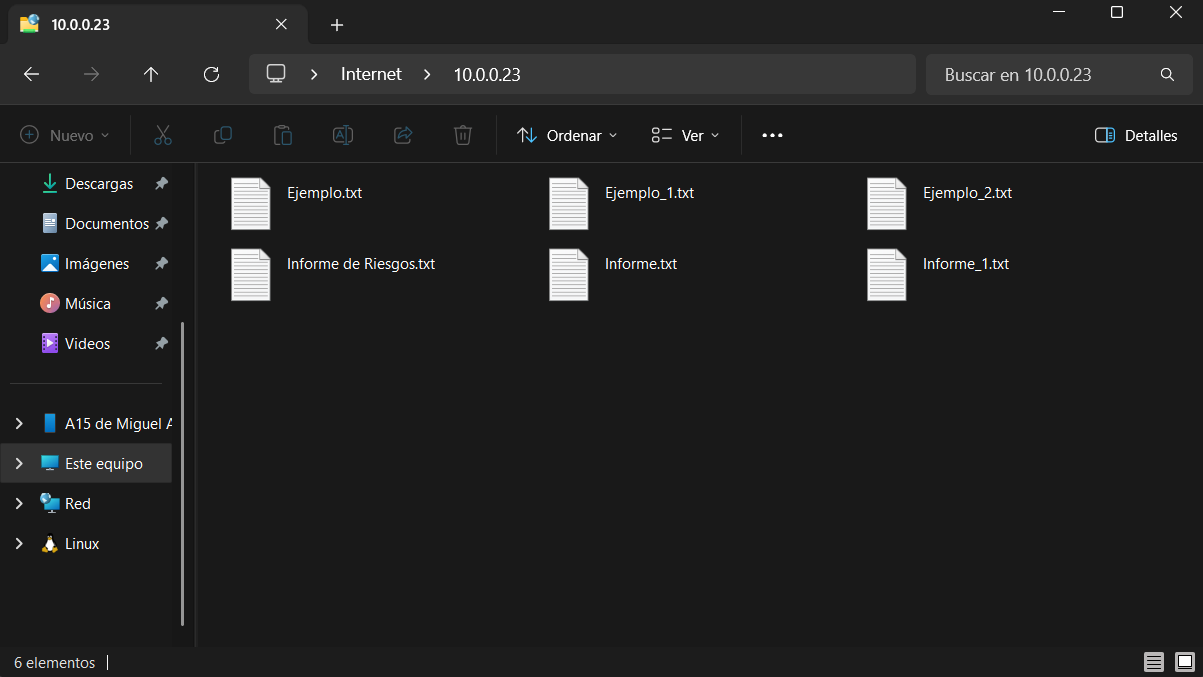 10.0.0.23
Internet
10.0.0.23
Buscar en 10.0.0.23
Nuevo
Ordenar
Ver
Detalles
Descargas
Documentos
Imágenes
Música
Videos
A15 de Miguel A
Este equipo
Red
Linux
Ejemplo.txt
Ejemplo_1.txt
Ejemplo_2.txt
Informe de Riesgos.txt
Informe.txt
Informe_1.txt
6 elementos